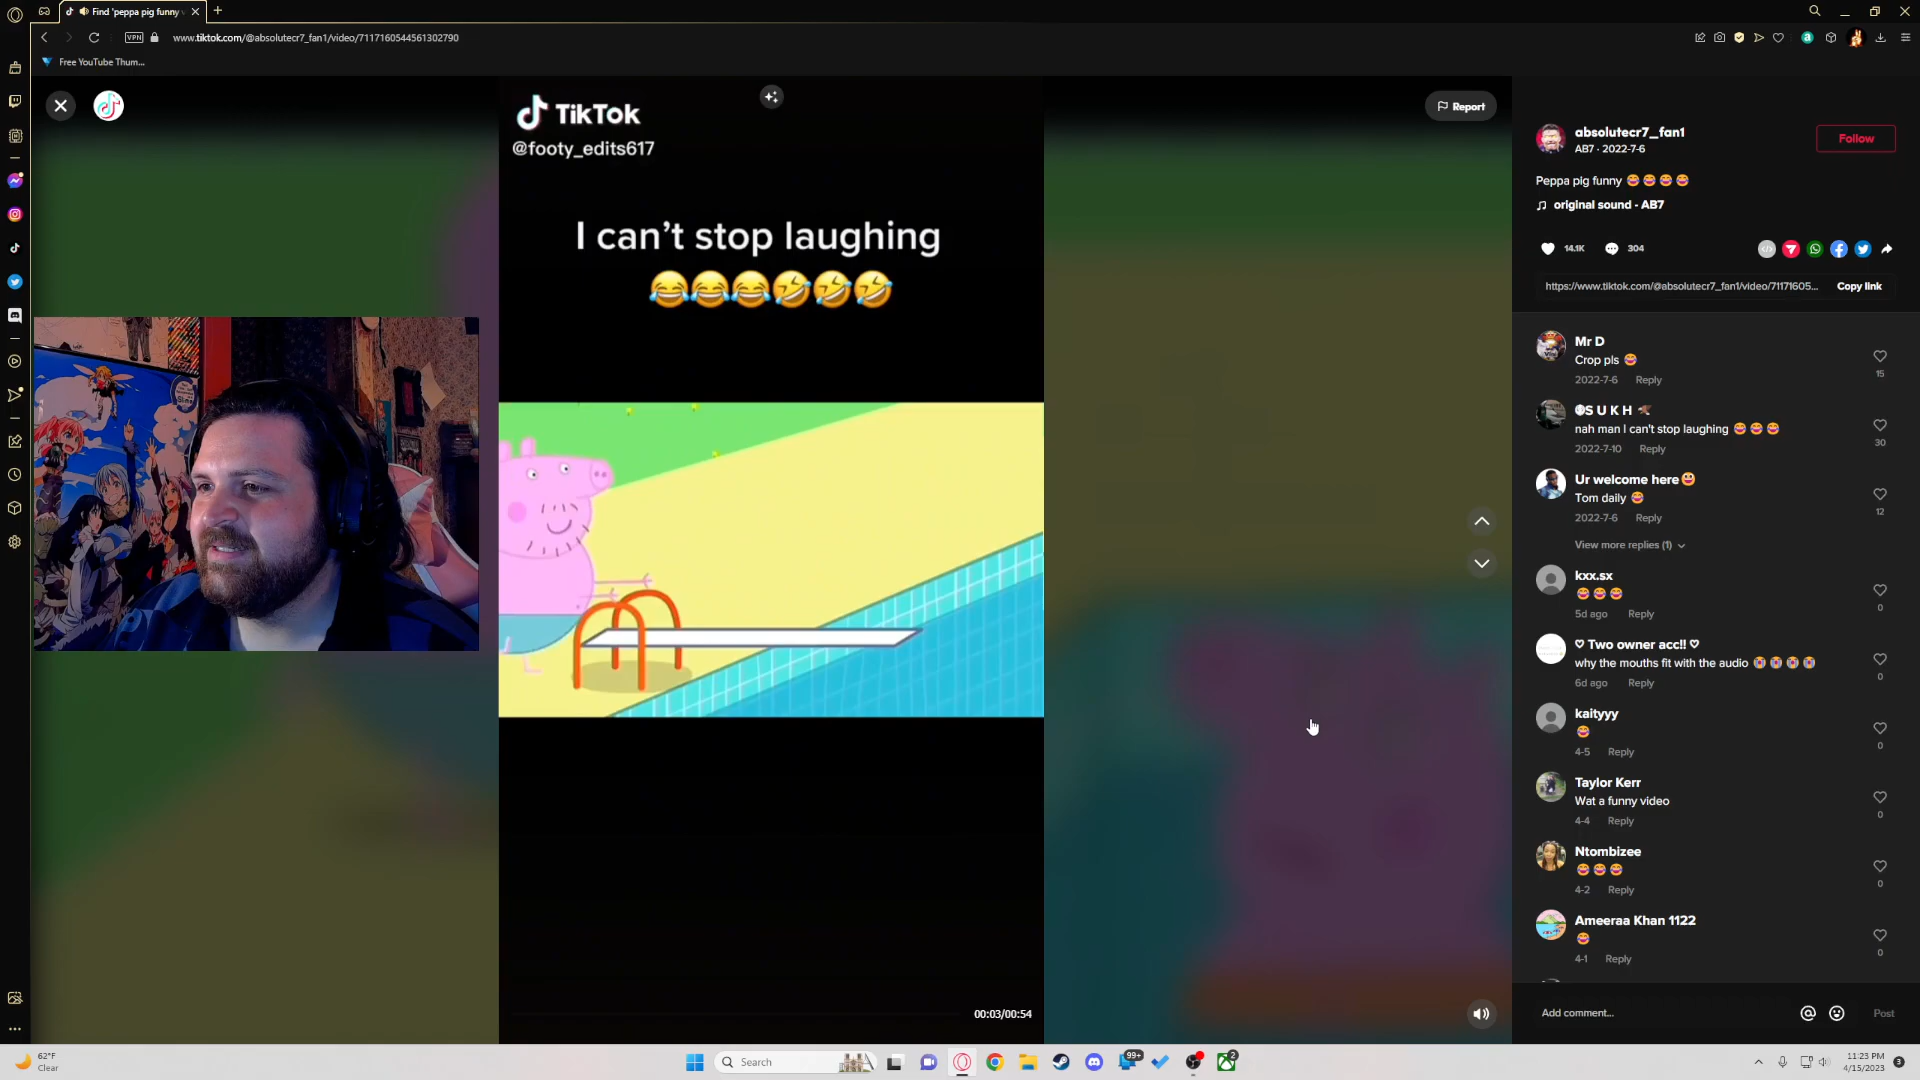 Find 'peppa pig funny
www.tiktok.com/@absolutecr7_fan1/video/7117160544561302790
VPN
Free YouTube Thum...
TikTok
@footy_edits617
I can't stop laughing
😂😂😂🤣🤣🤣
00:03/00:54
Report
absolutecr7_fan1
AB7 · 2022-7-6
Follow
Peppa pig funny 😂😂😂😂
original sound - AB7
14.1K
304
https://www.tiktok.com/@absolutecr7_fan1/video/71171605...
Copy link
Mr D
Crop pls 😂
2022-7-6 Reply
15
S U K H
nah man I can't stop laughing 😂😂😂
2022-7-10 Reply
30
Ur welcome here😃
Tom daily 😂
2022-7-6 Reply
12
View more replies (1)
kxx.sx
😂😂😂
5d ago Reply
0
♡ Two owner acc!! ♡
why the mouths fit with the audio 😭😭😭😭
6d ago Reply
0
kaityyy
😂
4-5 Reply
0
Taylor Kerr
Wat a funny video
4-4 Reply
0
Ntombizee
😂😂😂
4-2 Reply
0
Ameeraa Khan 1122
😂
4-1 Reply
0
Add comment...
Post
62°F
Clear
Search
99+
2
11:23 PM
4/15/2023
3